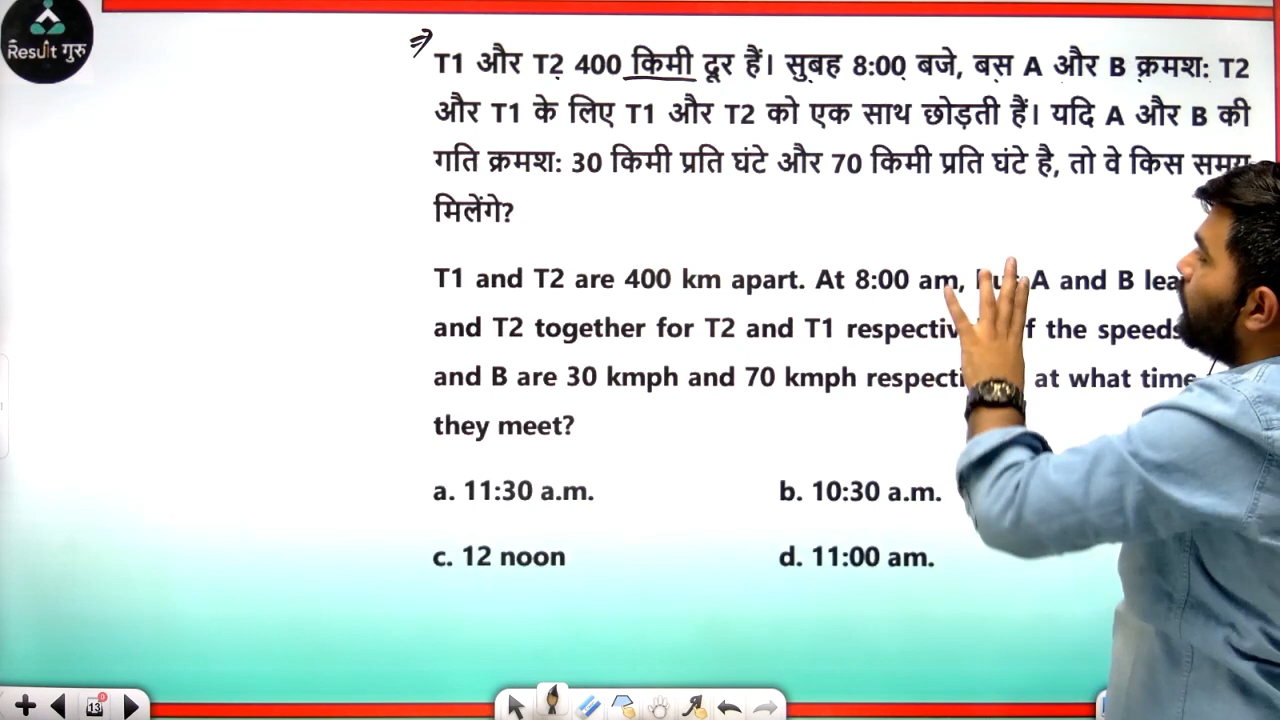 Result गुरु
T1 और T2 400 किमी दूर हैं। सुबह 8:00 बजे, बस A और B क्रमश: T2
और T1 के लिए T1 और T2 को एक साथ छोड़ती हैं। यदि A और B की
गति क्रमश: 30 किमी प्रति घंटे और 70 किमी प्रति घंटे है, तो वे किस समय
मिलेंगे?
T1 and T2 are 400 km apart. At 8:00 am, A and B
and T2 together for T2 and T1 the
and B are 30 kmph and 70 kmph at what time
they meet?
a. 11:30 a.m.
b. 10:30 a.m.
c. 12 noon
d. 11:00 am.
13